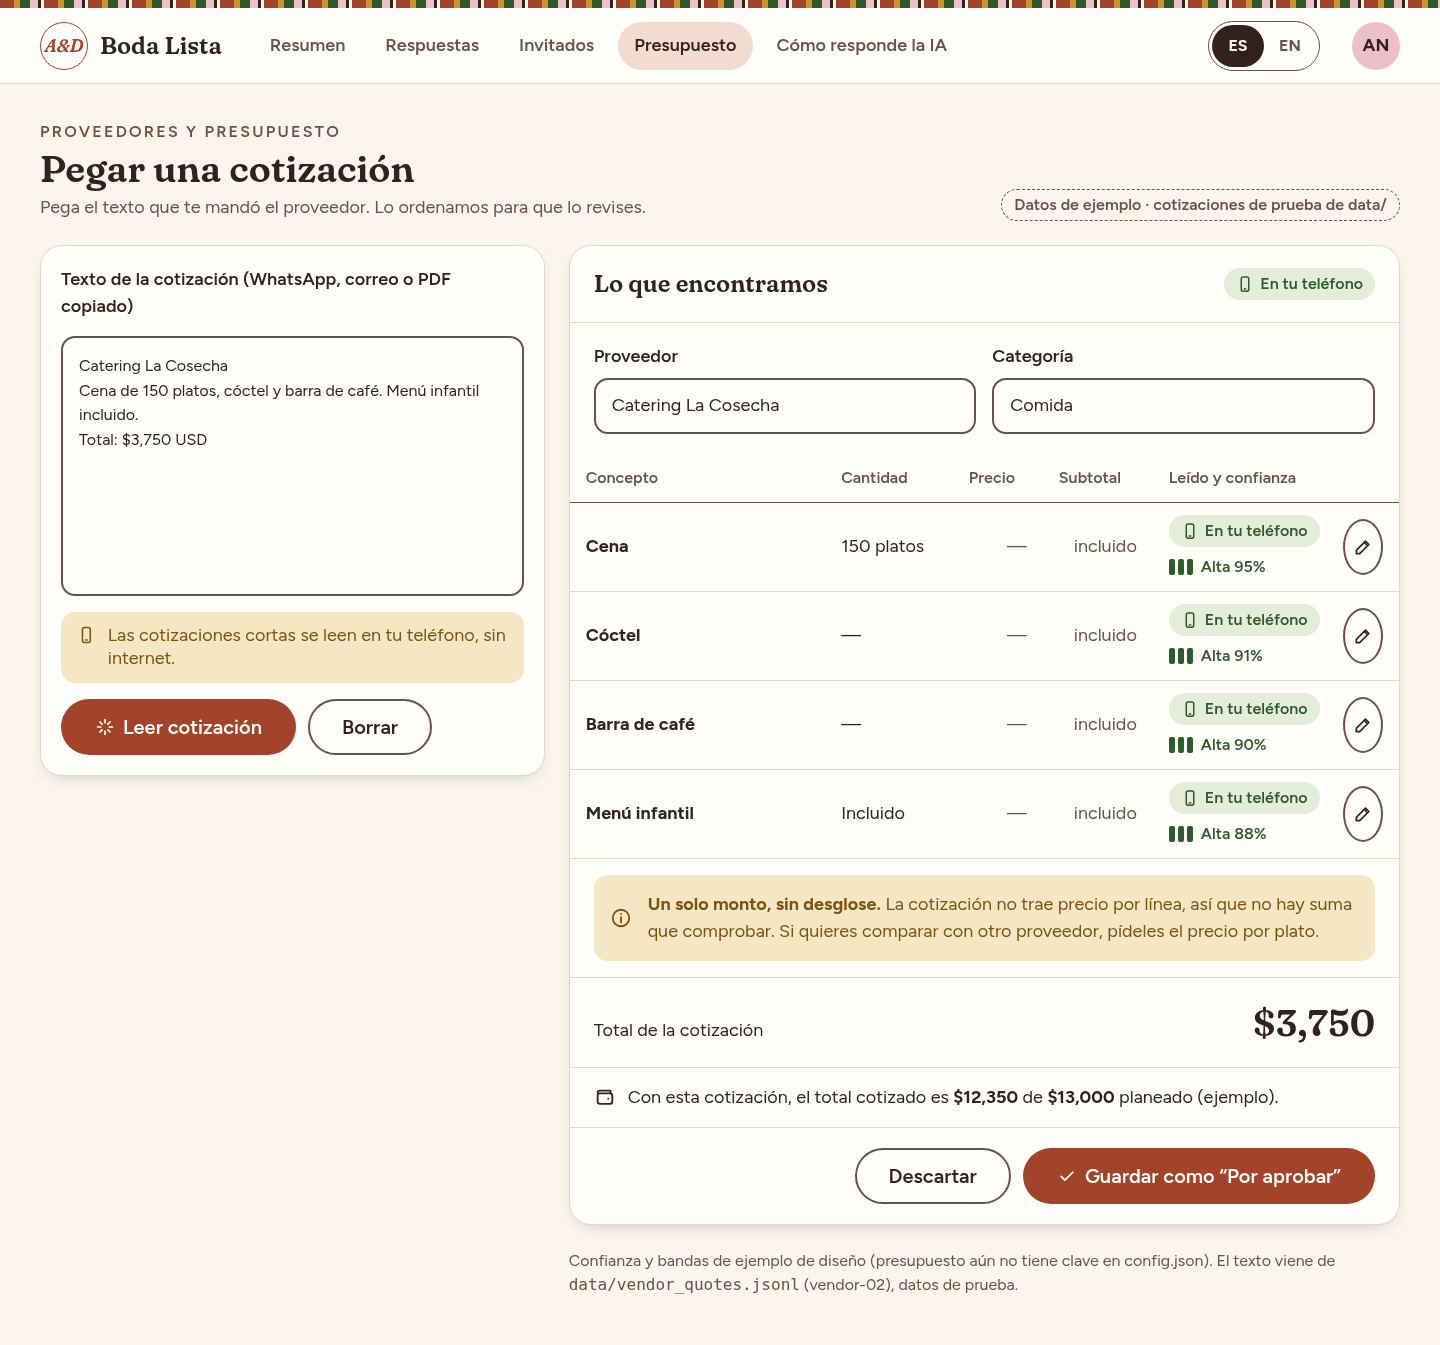 A&D
Boda Lista
Resumen
Respuestas
Invitados
Presupuesto
Cómo responde la IA
ES
EN
AN
PROVEEDORES Y PRESUPUESTO
Pegar una cotización
Pega el texto que te mandó el proveedor. Lo ordenamos para que lo revises.
Datos de ejemplo · cotizaciones de prueba de data/
Texto de la cotización (WhatsApp, correo o PDF
copiado)
Catering La Cosecha
Cena de 150 platos, cóctel y barra de café. Menú infantil
incluido.
Total: $3,750 USD
Las cotizaciones cortas se leen en tu teléfono, sin
internet.
Leer cotización
Borrar
Lo que encontramos
En tu teléfono
Proveedor
Categoría
Catering La Cosecha
Comida
Concepto
Cantidad
Precio
Subtotal
Leído y confianza
Cena
150 platos
—
incluido
En tu teléfono
Alta 95%
Cóctel
—
—
incluido
En tu teléfono
Alta 91%
Barra de café
—
—
incluido
En tu teléfono
Alta 90%
Menú infantil
Incluido
—
incluido
En tu teléfono
Alta 88%
Un solo monto, sin desglose. La cotización no trae precio por línea, así que no hay suma
que comprobar. Si quieres comparar con otro proveedor, pídeles el precio por plato.
Total de la cotización
$3,750
Con esta cotización, el total cotizado es $12,350 de $13,000 planeado (ejemplo).
Descartar
Guardar como “Por aprobar”
Confianza y bandas de ejemplo de diseño (presupuesto aún no tiene clave en config.json). El texto viene de
data/vendor_quotes.jsonl (vendor-02), datos de prueba.